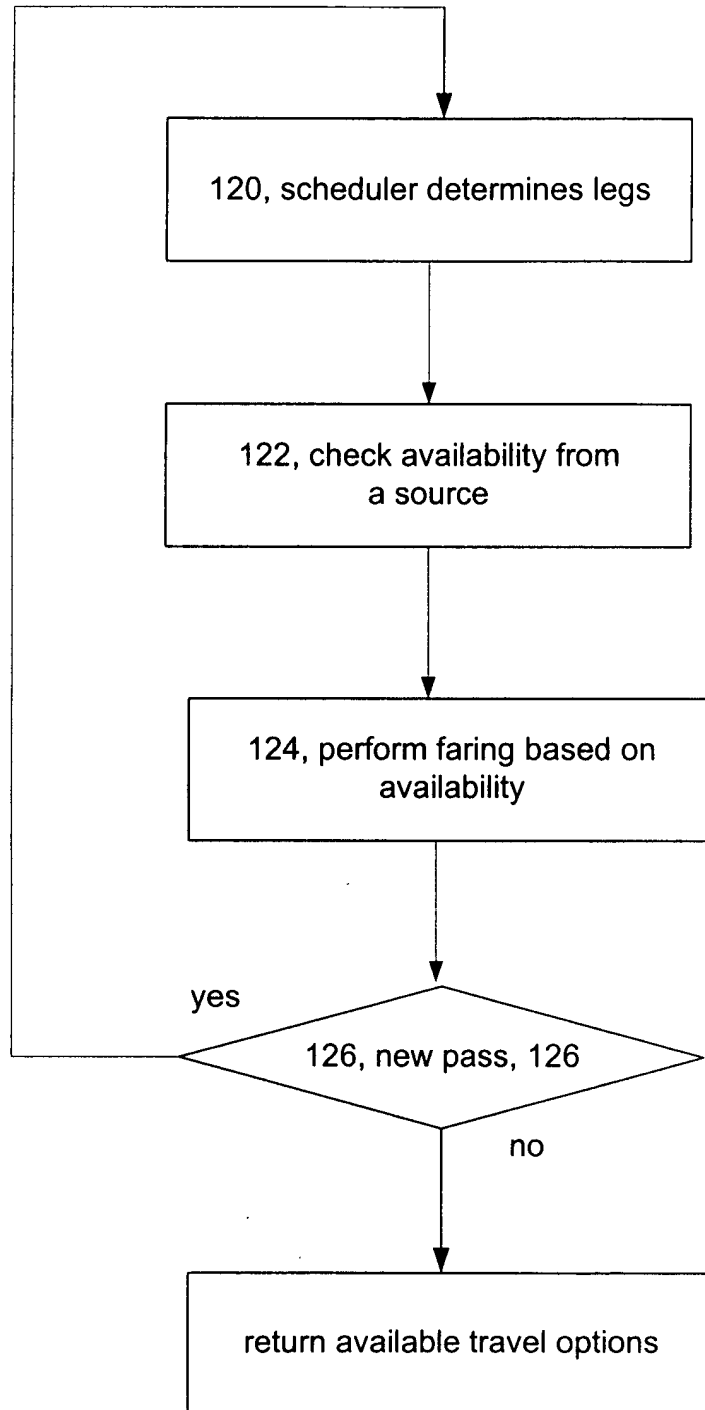 120, scheduler determines legs
122, check availability from
a source
124, perform faring based on
availability
yes
126, new pass, 126
no
return available travel options